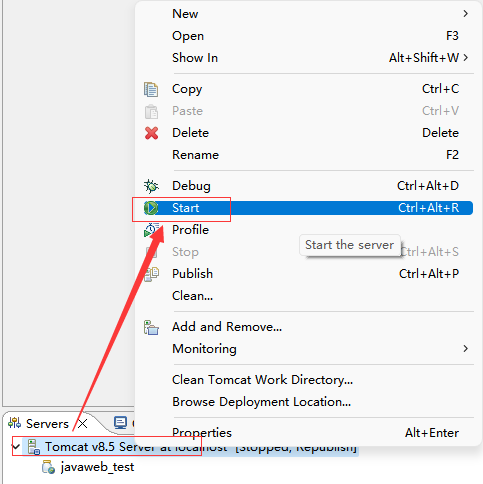 New
Open F3
Show In Alt+Shift+W
Copy Ctrl+C
Paste Ctrl+V
Delete Delete
Rename F2
Debug Ctrl+Alt+D
Start Ctrl+Alt+R
Profile
Start the server
Stop Ctrl+Alt+S
Publish Ctrl+Alt+P
Clean...
Add and Remove...
Monitoring
Clean Tomcat Work Directory...
Browse Deployment Location...
Properties Alt+Enter
Servers
Tomcat v8.5 Server at localhost [Stopped, Republish]
javaweb_test